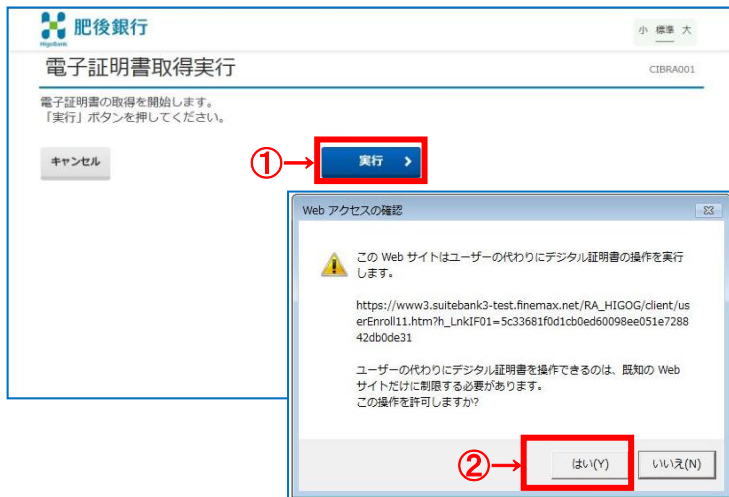 肥後銀行
HigoBank
小 標準 大
電子証明書取得実行
CIBRA001
電子証明書の取得を開始します。
「実行」ボタンを押してください。
キャンセル
①→
実行 >
Web アクセスの確認
この Web サイトはユーザーの代わりにデジタル証明書の操作を実行
します。
https://www3.suitebank3-test.finemax.net/RA_HIGOG/client/us
erEnroll11.htm?h_LnkIF01=5c33681f0d1cb0ed60098ee051e7288
42db0de31
ユーザーの代わりにデジタル証明書を操作できるのは、既知の Web
サイトだけに制限する必要があります。
この操作を許可しますか?
②→
はい(Y)
いいえ(N)